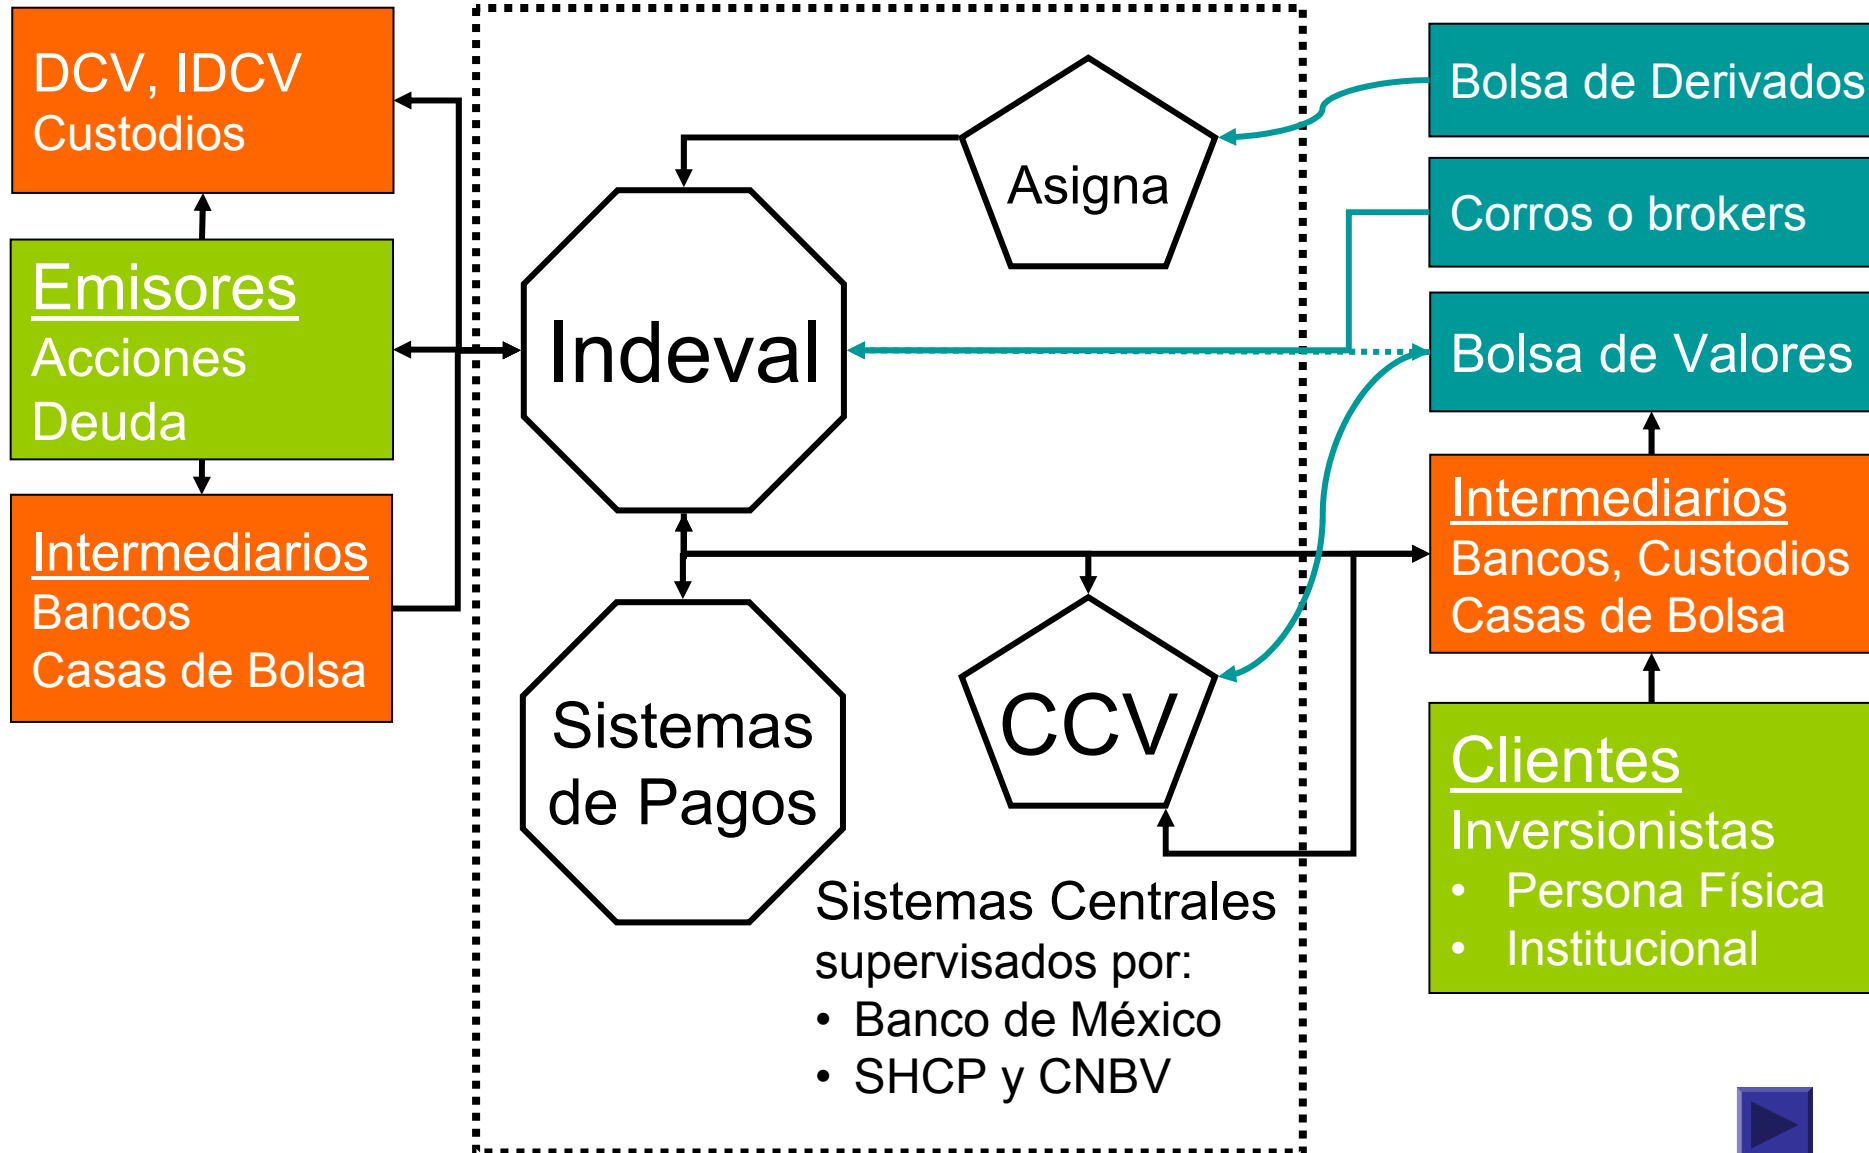 DCV, IDCV
Custodios
Emisores
Acciones
Deuda
Intermediarios
Bancos
Casas de Bolsa
Asigna
Indeval
Sistemas
de Pagos
CCV
Sistemas Centrales
supervisados por:
• Banco de México
• SHCP y CNBV
Bolsa de Derivados
Corros o brokers
Bolsa de Valores
Intermediarios
Bancos, Custodios
Casas de Bolsa
Clientes
Inversionistas
• Persona Física
• Institucional